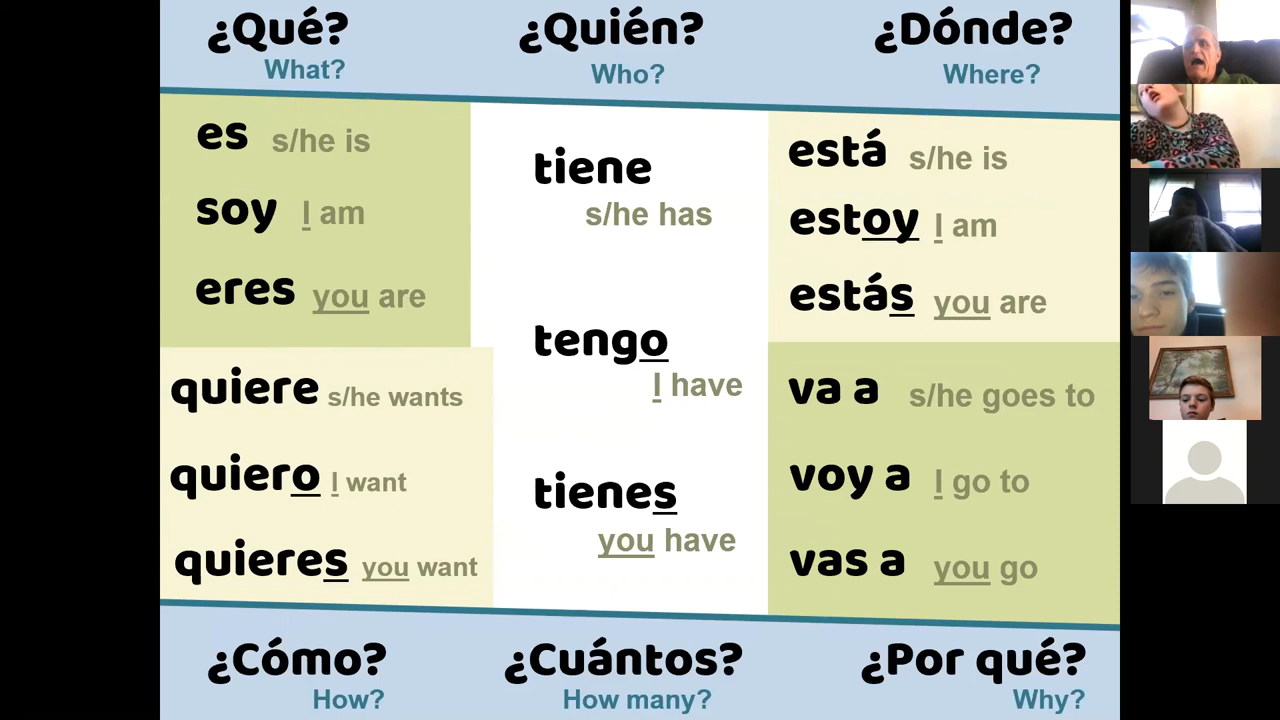 ¿Qué?
What?
¿Quién?
Who?
¿Dónde?
Where?
es s/he is
soy I am
eres you are
quiere s/he wants
quiero I want
quieres you want
tiene
s/he has
tengo
I have
tienes
you have
está s/he is
estoy I am
estás you are
va a s/he goes to
voy a I go to
vas a you go
¿Cómo?
How?
¿Cuántos?
How many?
¿Por qué?
Why?